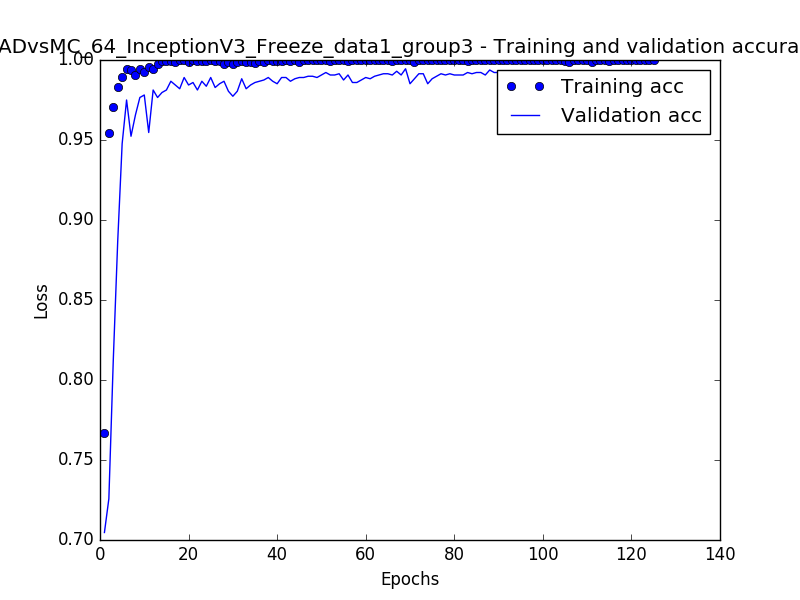 ADvsMC_64_InceptionV3_Freeze_data1_group3 - Training and validation accura
1.00
0.95
0.90
0.85
0.80
0.75
0.70
Loss
Training acc
Validation acc
0 20 40 60 80 100 120 140
Epochs